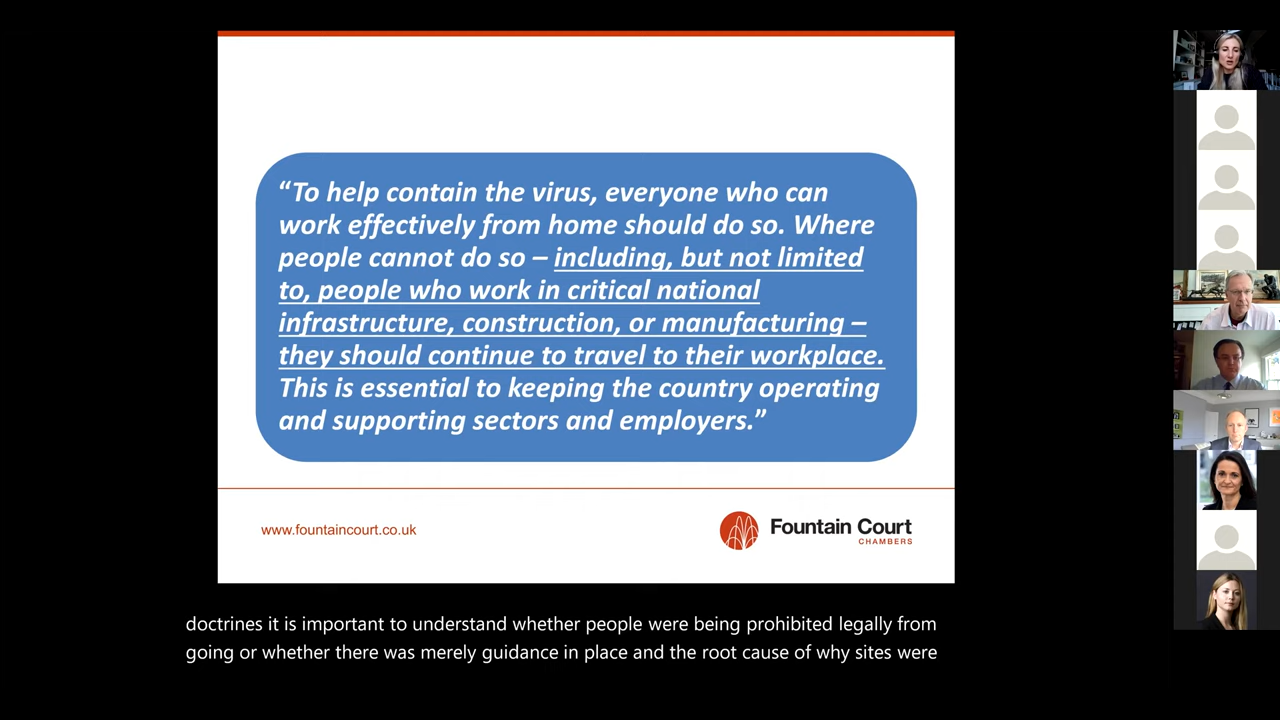 “To help contain the virus, everyone who can
work effectively from home should do so. Where
people cannot do so – including, but not limited
to, people who work in critical national
infrastructure, construction, or manufacturing –
they should continue to travel to their workplace.
This is essential to keeping the country operating
and supporting sectors and employers.”
www.fountaincourt.co.uk
Fountain Court
CHAMBERS
doctrines it is important to understand whether people were being prohibited legally from
going or whether there was merely guidance in place and the root cause of why sites were